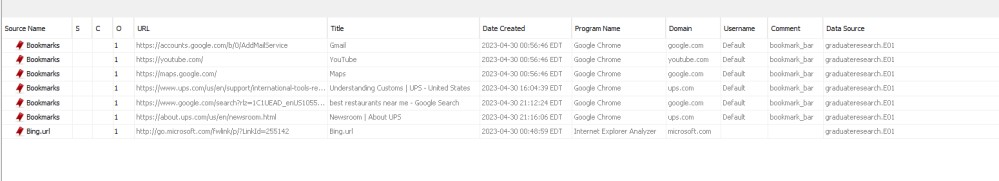 Source Name S C O URL Title Date Created Program Name Domain Username Comment Data Source
Bookmarks 1 https://accounts.google.com/b/0/AddMailService Gmail 2023-04-30 00:56:46 EDT Google Chrome google.com Default bookmark_bar graduateresearch.E01
Bookmarks 1 https://youtube.com/ YouTube 2023-04-30 00:56:46 EDT Google Chrome youtube.com Default bookmark_bar graduateresearch.E01
Bookmarks 1 https://maps.google.com/ Maps 2023-04-30 00:56:46 EDT Google Chrome google.com Default bookmark_bar graduateresearch.E01
Bookmarks 1 https://www.ups.com/us/en/support/international-tools-re... Understanding Customs | UPS - United States 2023-04-30 16:04:39 EDT Google Chrome ups.com Default bookmark_bar graduateresearch.E01
Bookmarks 1 https://www.google.com/search?rlz=1C1UEAD_enUS1055... best restaurants near me - Google Search 2023-04-30 21:12:24 EDT Google Chrome google.com Default bookmark_bar graduateresearch.E01
Bookmarks 1 https://about.ups.com/us/en/newsroom.html Newsroom | About UPS 2023-04-30 21:16:06 EDT Google Chrome ups.com Default bookmark_bar graduateresearch.E01
Bing.url 1 http://go.microsoft.com/fwlink/p/?LinkId=255142 Bing.url 2023-04-30 00:48:59 EDT Internet Explorer Analyzer microsoft.com graduateresearch.E01